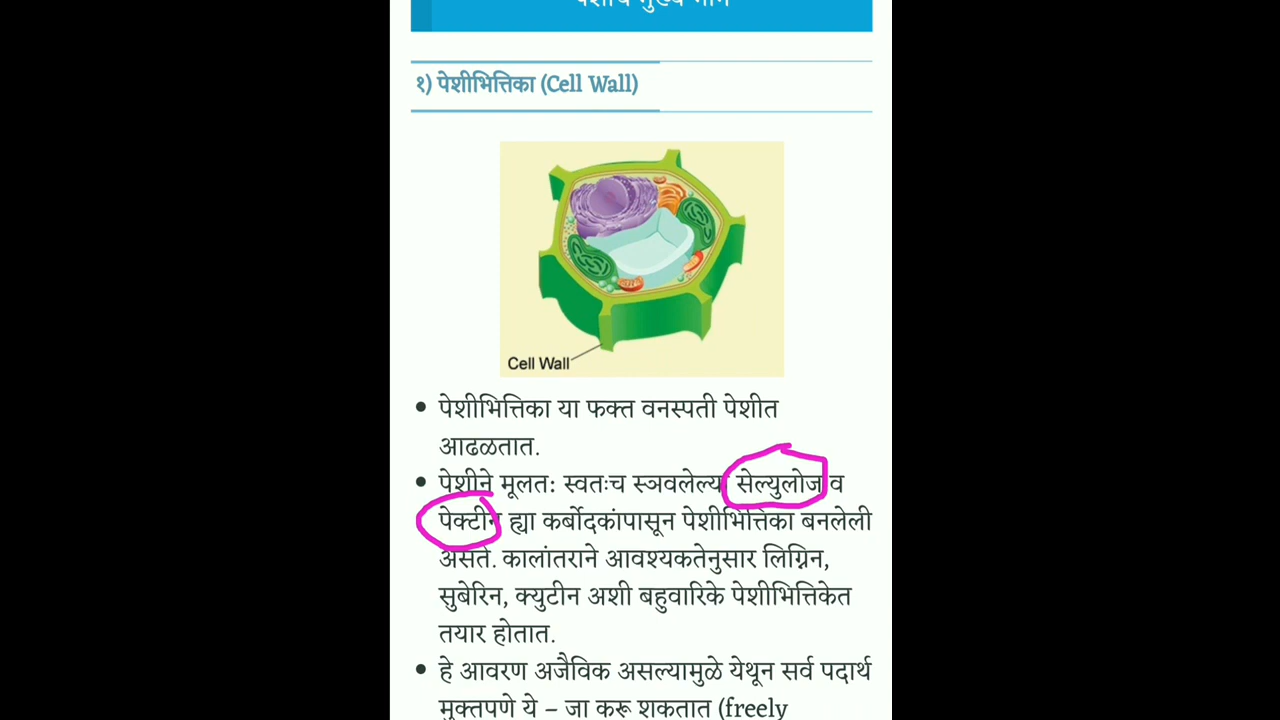 १) पेशीभित्तिका (Cell Wall)
Cell Wall
पेशीभित्तिका या फक्त वनस्पती पेशीत
आढळतात.
पेशीने मूलत: स्वतःच स्त्रवलेल्या सेल्युलोज व
पेक्टीन ह्या कर्बोदकांपासून पेशीभित्तिका बनलेली
असते. कालांतराने आवश्यकतेनुसार लिग्निन,
सुबेरिन, क्युटीन अशी बहुवारिके पेशीभित्तिकेत
तयार होतात.
हे आवरण अजैविक असल्यामुळे येथून सर्व पदार्थ
मुक्तपणे ये – जा करू शकतात (freely